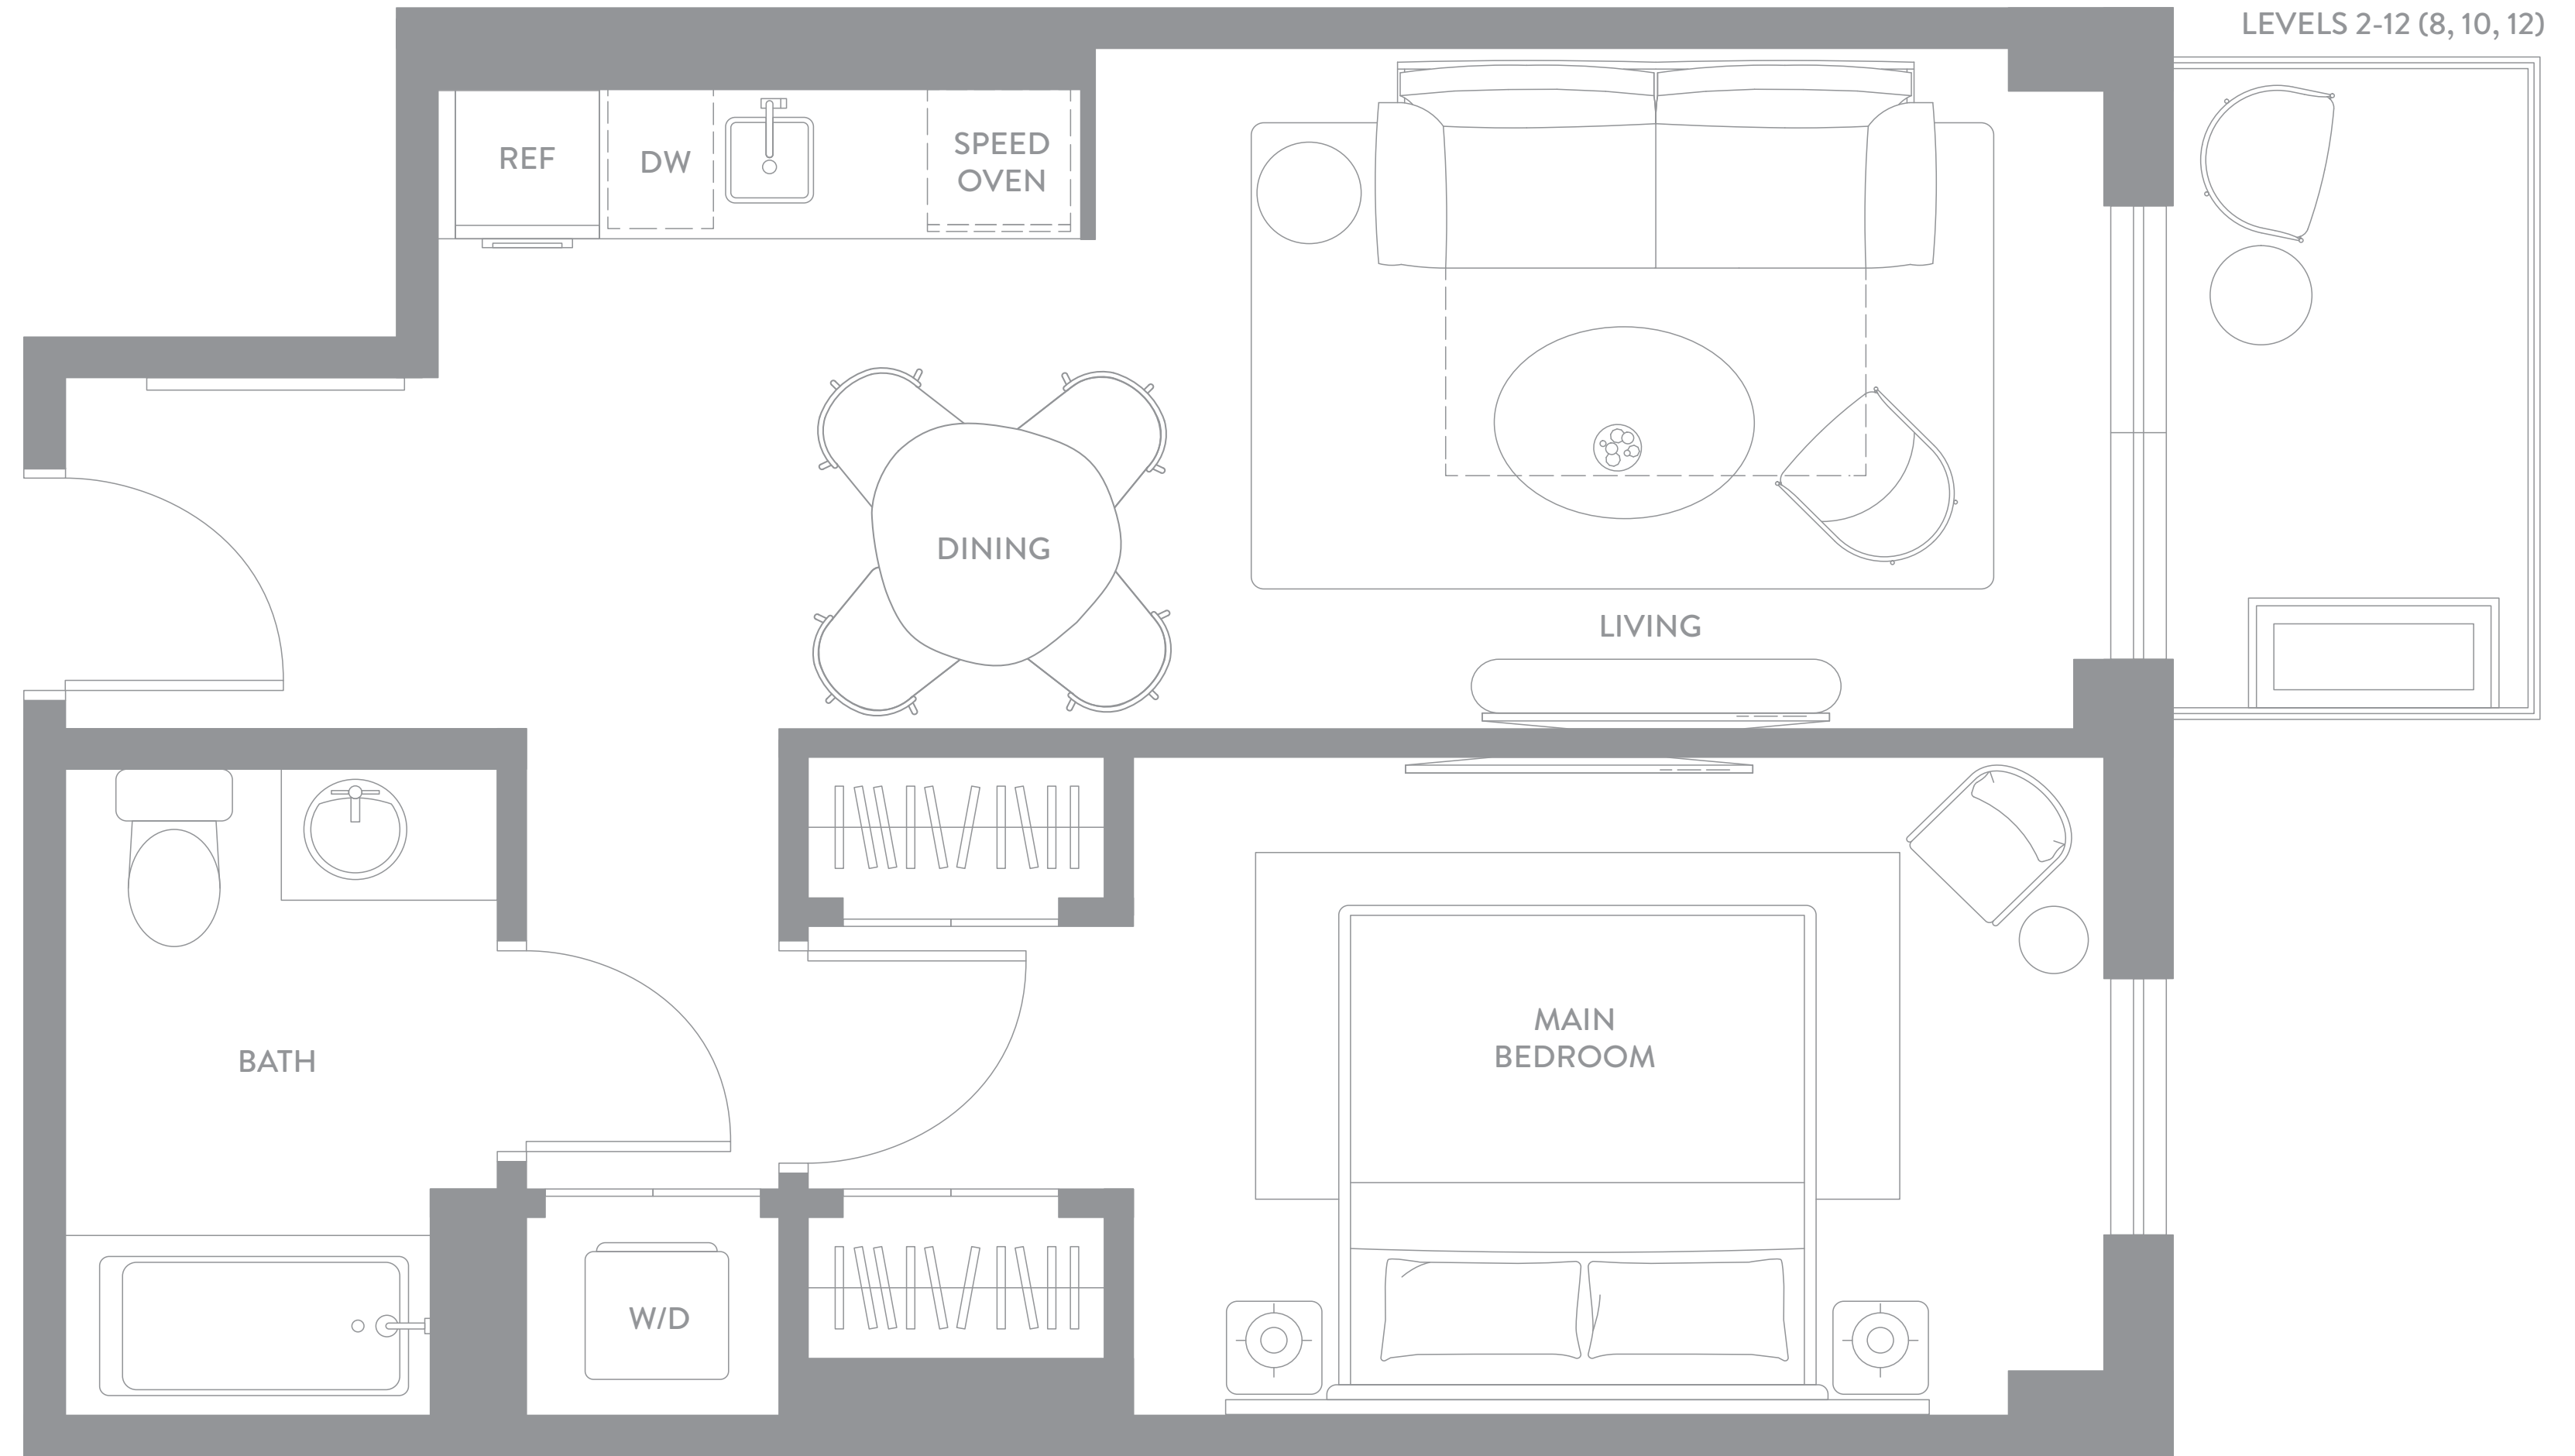 LEVELS 2-12 (8, 10, 12)
REF
DW
SPEED
OVEN
DINING
LIVING
BATH
MAIN
BEDROOM
W/D